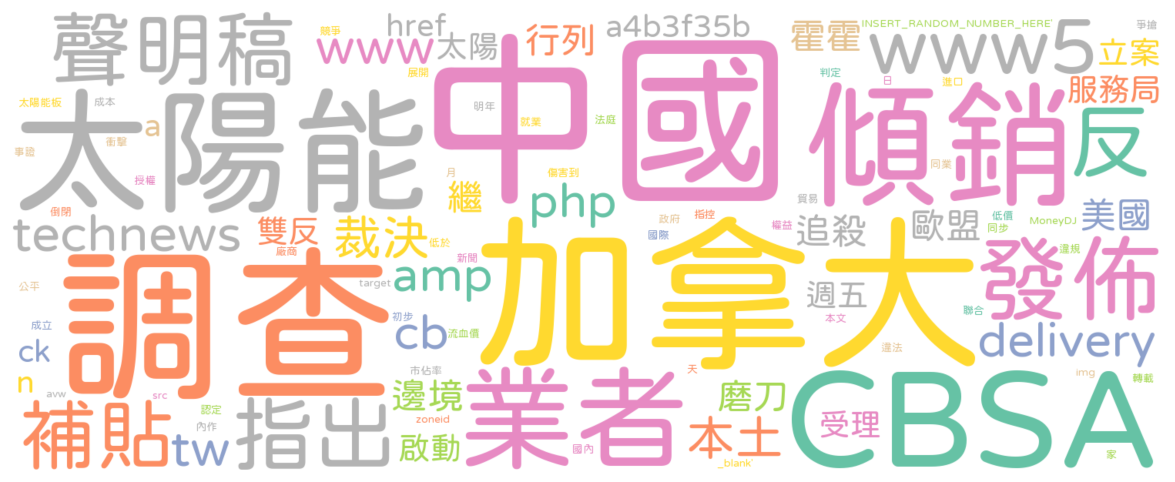 聲明稿
競爭
www
href
太陽
行列
a4b3f35b
霍霍
INSERT_RANDOM_NUMBER_HERE'
爭搶
www5
立案
展開
中國
判定
日
進口
服務局
太陽能板
成本
太陽能
明年
就業
法庭
傾銷
反
a
衝擊
事證
授權
月
傷害到
同業
繼
php
倒閉
貿易
美國
technews
雙反
裁決
低於
政府
指控
國際
權益
追殺
歐盟
低價
同步
MoneyDJ
違規
廠商
新聞
調查
amp
target
加拿大
發佈
公平
週五
本文
聯合
成立
初步
cb
流血價
delivery
ck
n
市佔率
天
違法
img
轉載
avw
src
認定
內作
邊境
業者
磨刀
CBSA
補貼
tw
指出
zoneid
啟動
國內
本土
_blank'
受理
家